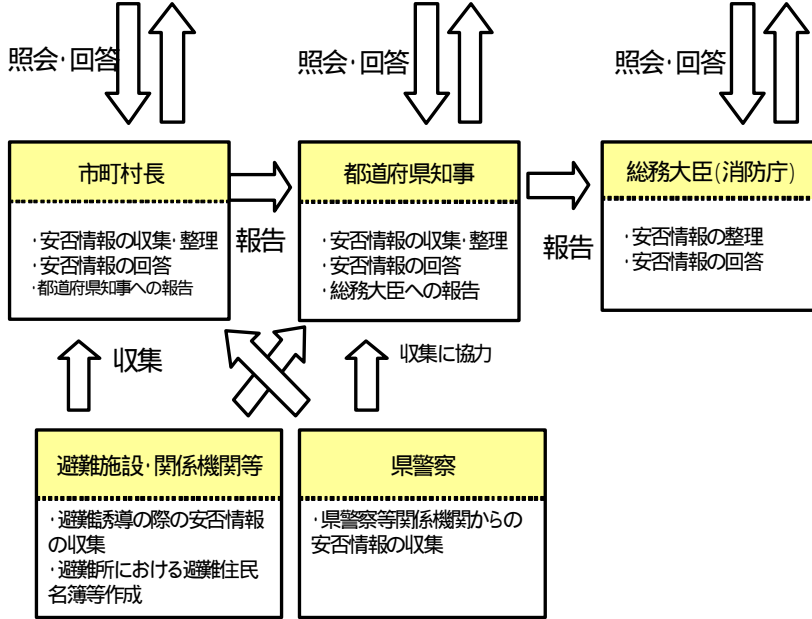 照会・回答
照会・回答
照会・回答
市町村長
・安否情報の収集・整理
・安否情報の回答
・都道府県知事への報告
報告
都道府県知事
・安否情報の収集・整理
・安否情報の回答
・総務大臣への報告
報告
総務大臣(消防庁)
・安否情報の整理
・安否情報の回答
収集
収集に協力
避難施設・関係機関等
・避難誘導の際の安否情報
の収集
・避難所における避難住民
名簿等作成
県警察
・県警察等関係機関からの
安否情報の収集